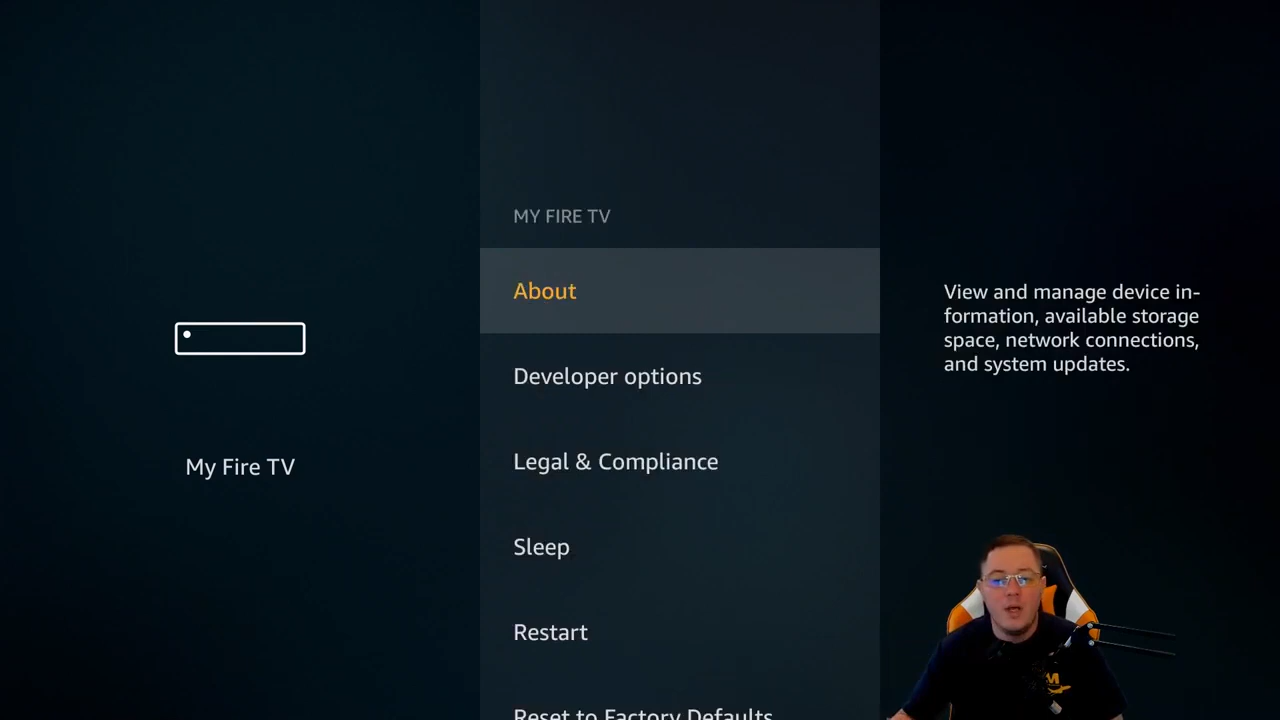 MY FIRE TV
About
Developer options
Legal & Compliance
Sleep
Restart
Reset to Factory Defaults
My Fire TV
View and manage device in-
formation, available storage
space, network connections,
and system updates.
M